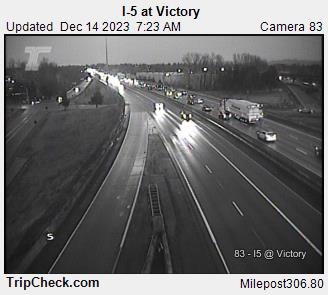 I-5 at Victory
Updated Dec 14 2023 7:23 AM Camera 83
T
S
83 - I5 @ Victory
TripCheck.com Milepost306.80